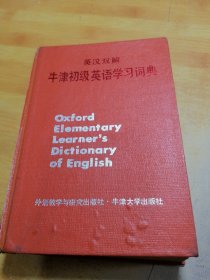 英汉双解
牛津初级英语学习词典
Oxford
Elementary
Learner's
Dictionary
of English
外语教学与研究出版社·牛津大学出版社